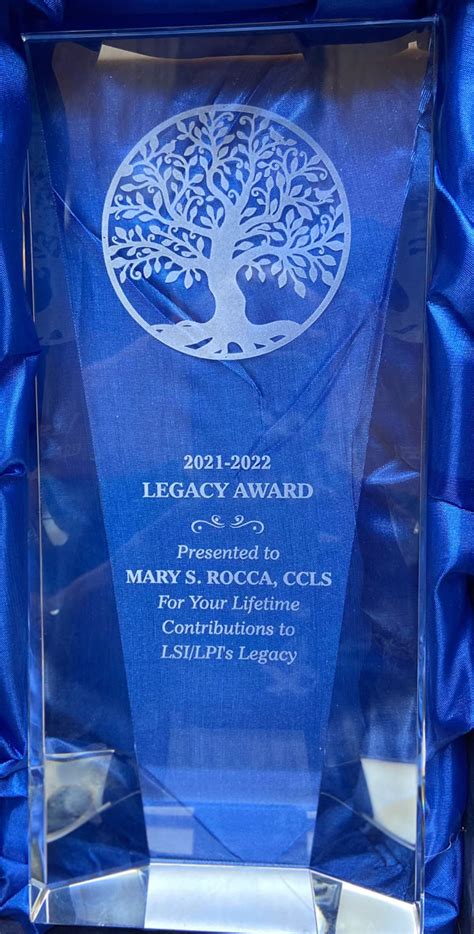 2021-2022
LEGACY AWARD
Presented to
MARY S. ROCCA, CCLS
For Your Lifetime
Contributions to
LSI/LPI's Legacy